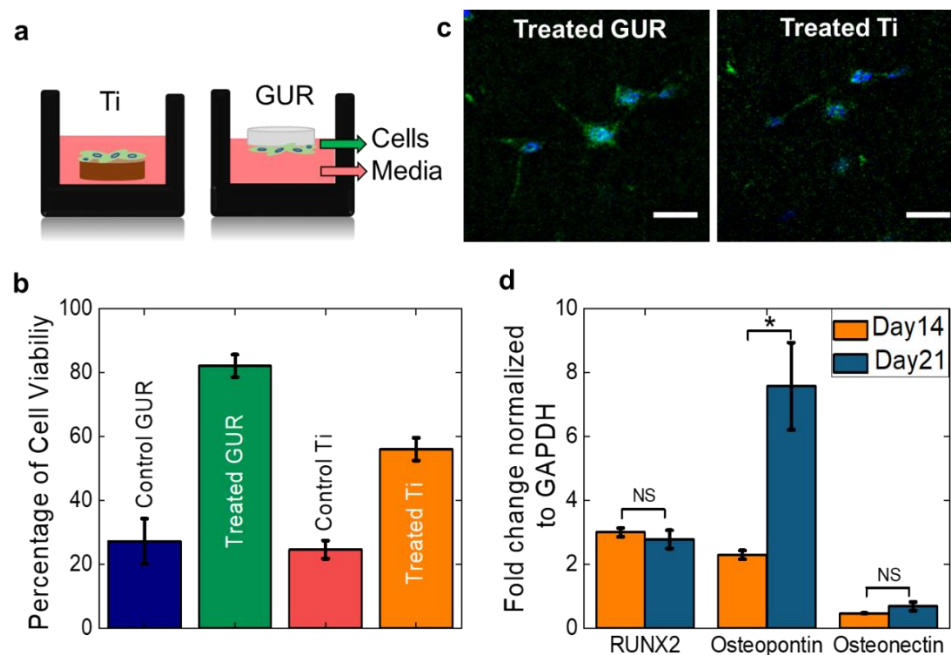 a
Ti
GUR
Cells
Media
c
Treated GUR
Treated Ti
b
Percentage of Cell Viabiliy
100
80
60
40
20
0
Control GUR
Treated GUR
Control Ti
Treated Ti
d
Fold change normalized
to GAPDH
10
8
6
4
2
0
Day14
Day21
NS
*
NS
RUNX2
Osteopontin
Osteonectin